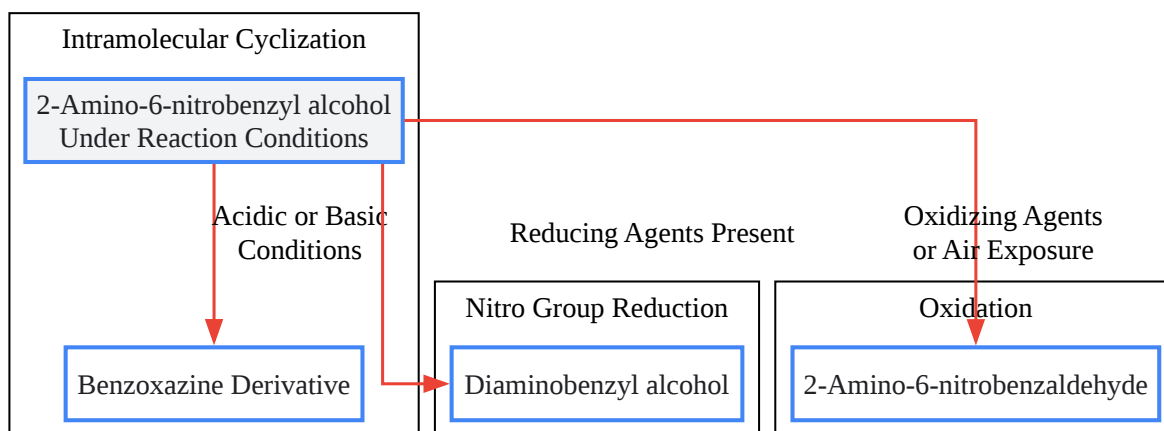 Intramolecular Cyclization
2-Amino-6-nitrobenzyl alcohol
Under Reaction Conditions
Acidic or Basic
Conditions
Reducing Agents Present
Oxidizing Agents
or Air Exposure
Nitro Group Reduction
Oxidation
Benzoxazine Derivative
Diaminobenzyl alcohol
2-Amino-6-nitrobenzaldehyde